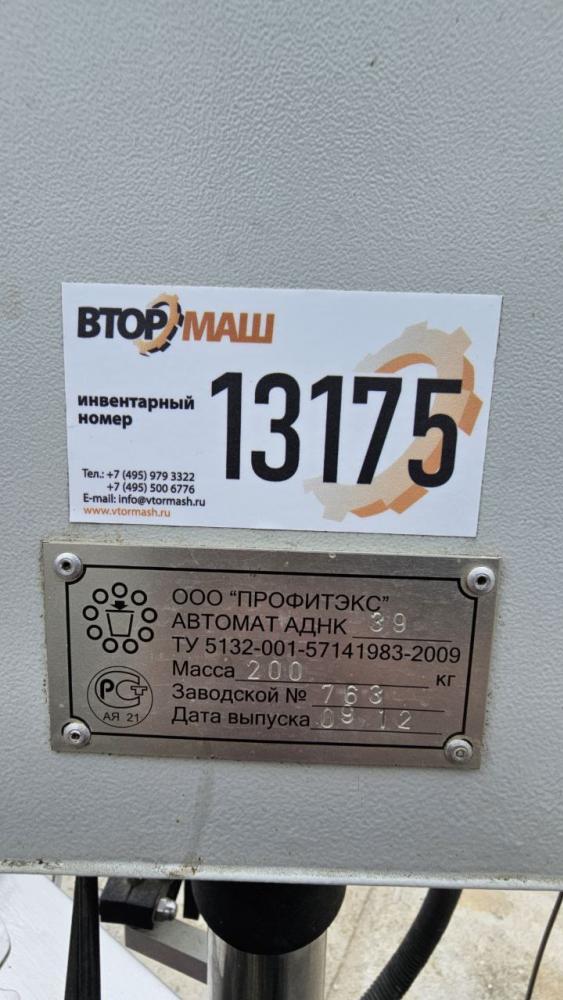 ВТОРМАШ
инвентарный
номер
13175
Тел.: +7 (495) 979 3322
+7 (495) 500 6776
E-mail: info@vtormash.ru
www.vtormash.ru
ООО "ПРОФИТЭКС"
АВТОМАТ АДНК 39
ТУ 5132-001-57141983-2009
Масса 200 кг
Заводской № 763
Дата выпуска 09 12
РСТ
АЯ 21